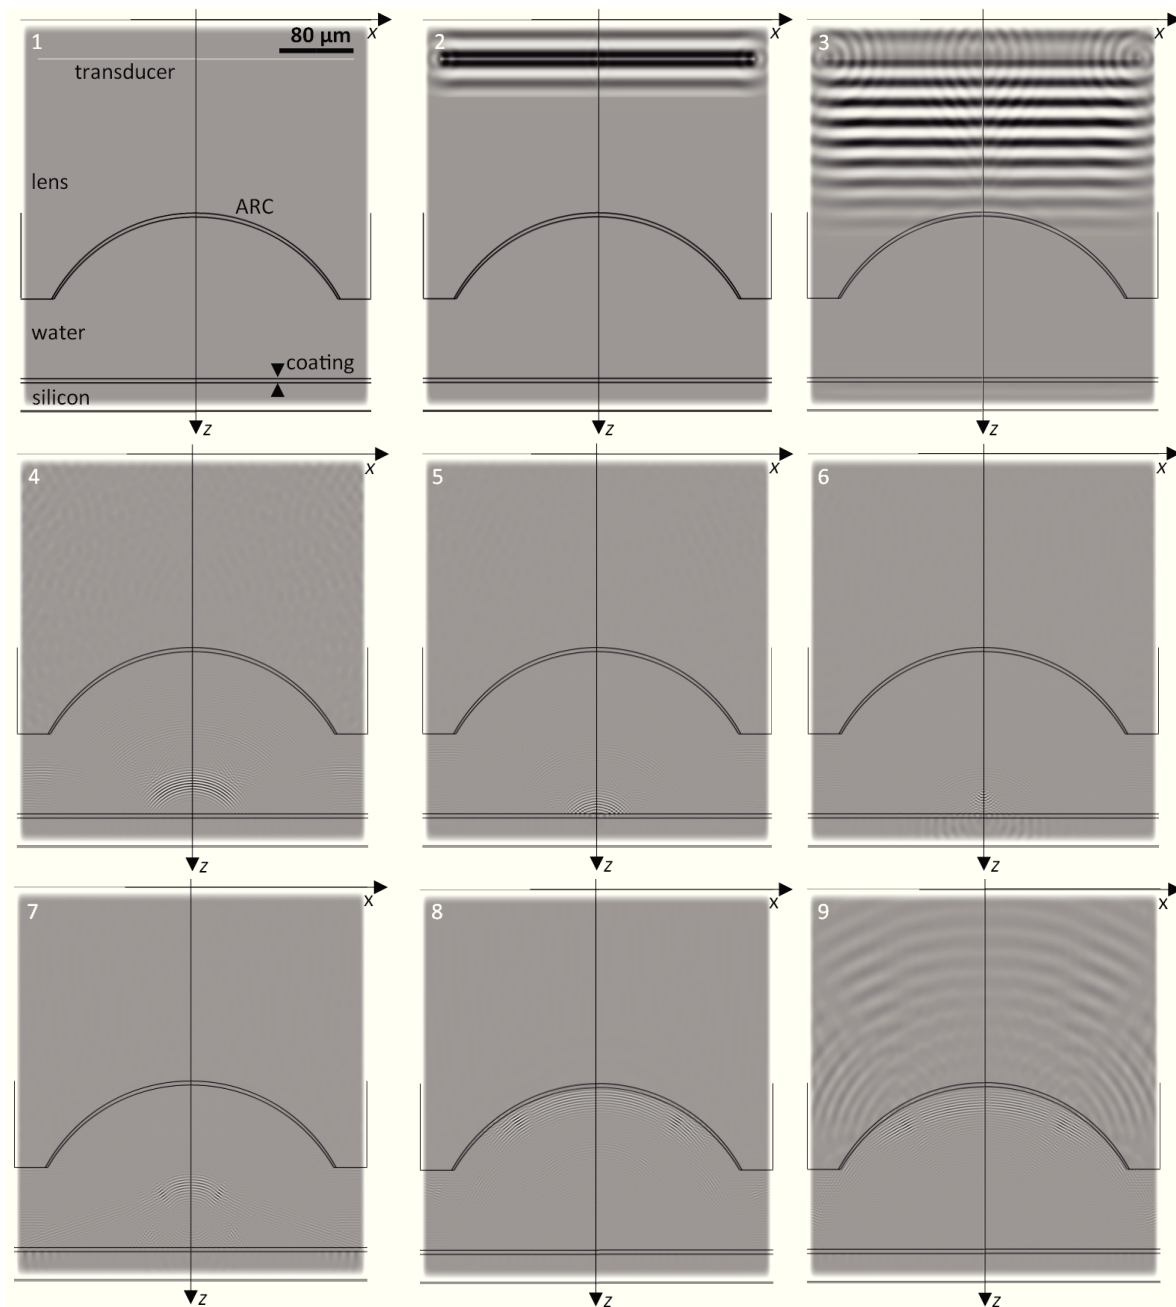 x
1
80 µm
transducer
lens
ARC
water
coating
silicon
z
x
2
z
x
3
z
x
4
z
x
5
z
x
6
z
x
7
z
x
8
z
x
9
z